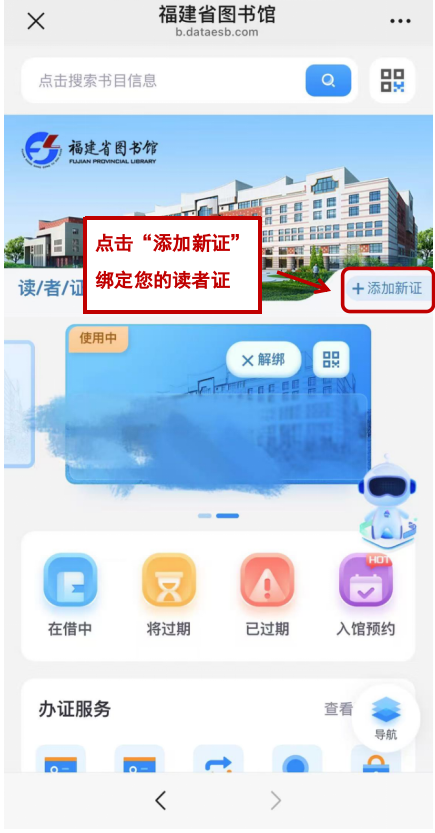 福建省图书馆
b.dataesb.com
点击搜索书目信息
福建省图书馆
FUJIAN PROVINCIAL LIBRARY
点击“添加新证”
绑定您的读者证
读/者/证
+添加新证
使用中
×解绑
HOT
在借中
将过期
已过期
入馆预约
办证服务
查看
导航